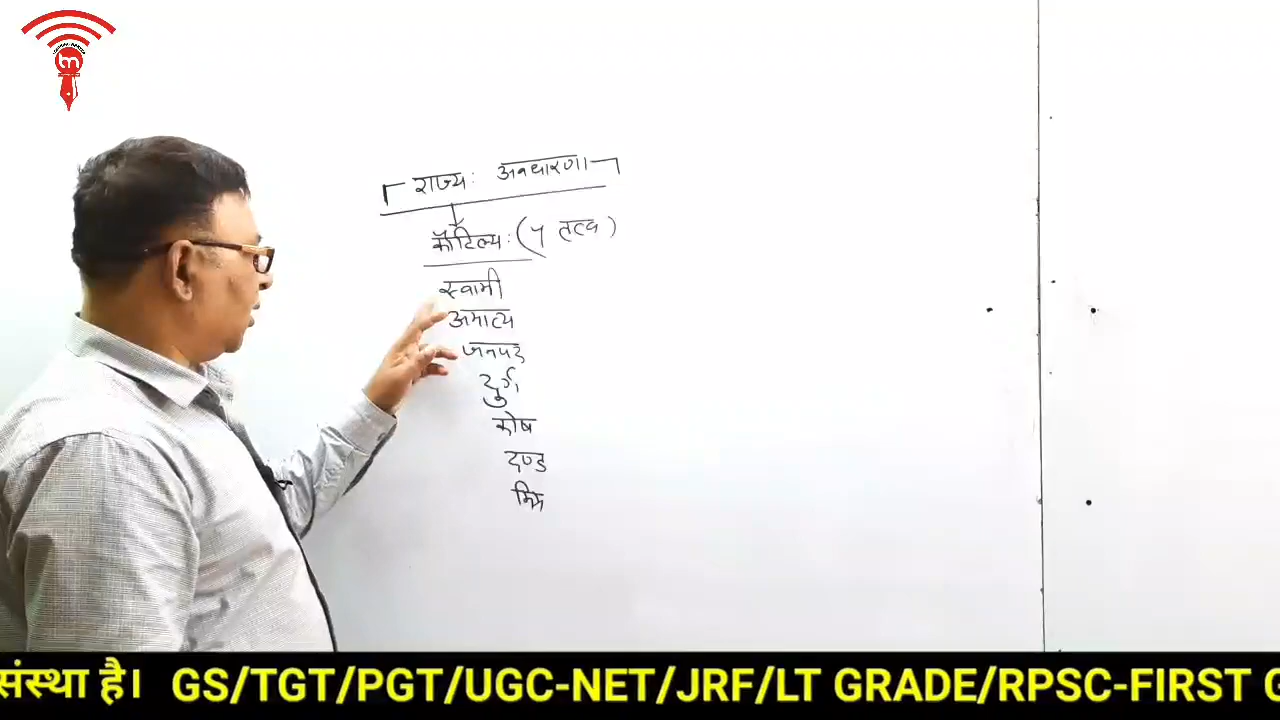 राज्य: अवधारणा
कौटिल्य: (7 तत्व)
स्वामी
अमात्य
जनपद
दुर्ग
कोष
दण्ड
मित्र
संस्था है। GS/TGT/PGT/UGC-NET/JRF/LT GRADE/RPSC-FIRST G